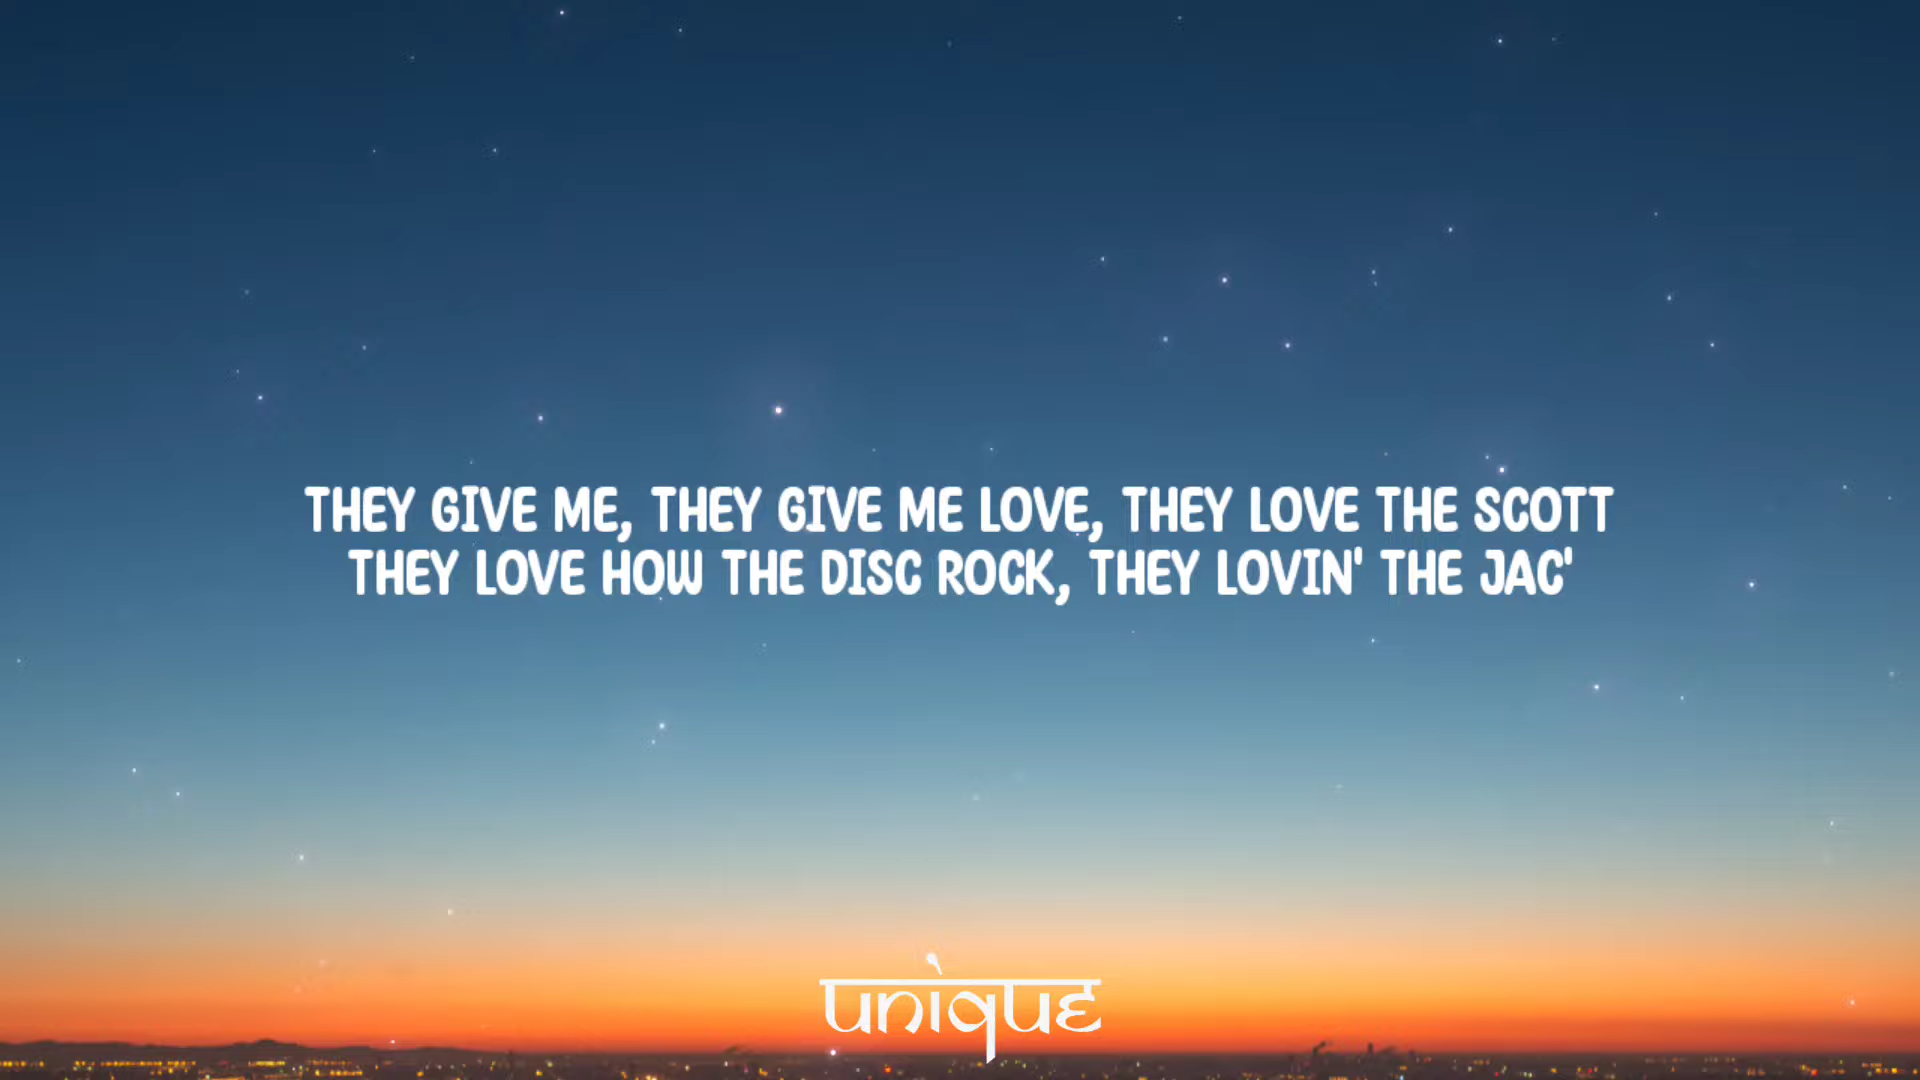 THEY GIVE ME, THEY GIVE ME LOVE, THEY LOVE THE SCOTT
THEY LOVE HOW THE DISC ROCK, THEY LOVIN' THE JAC'
unique